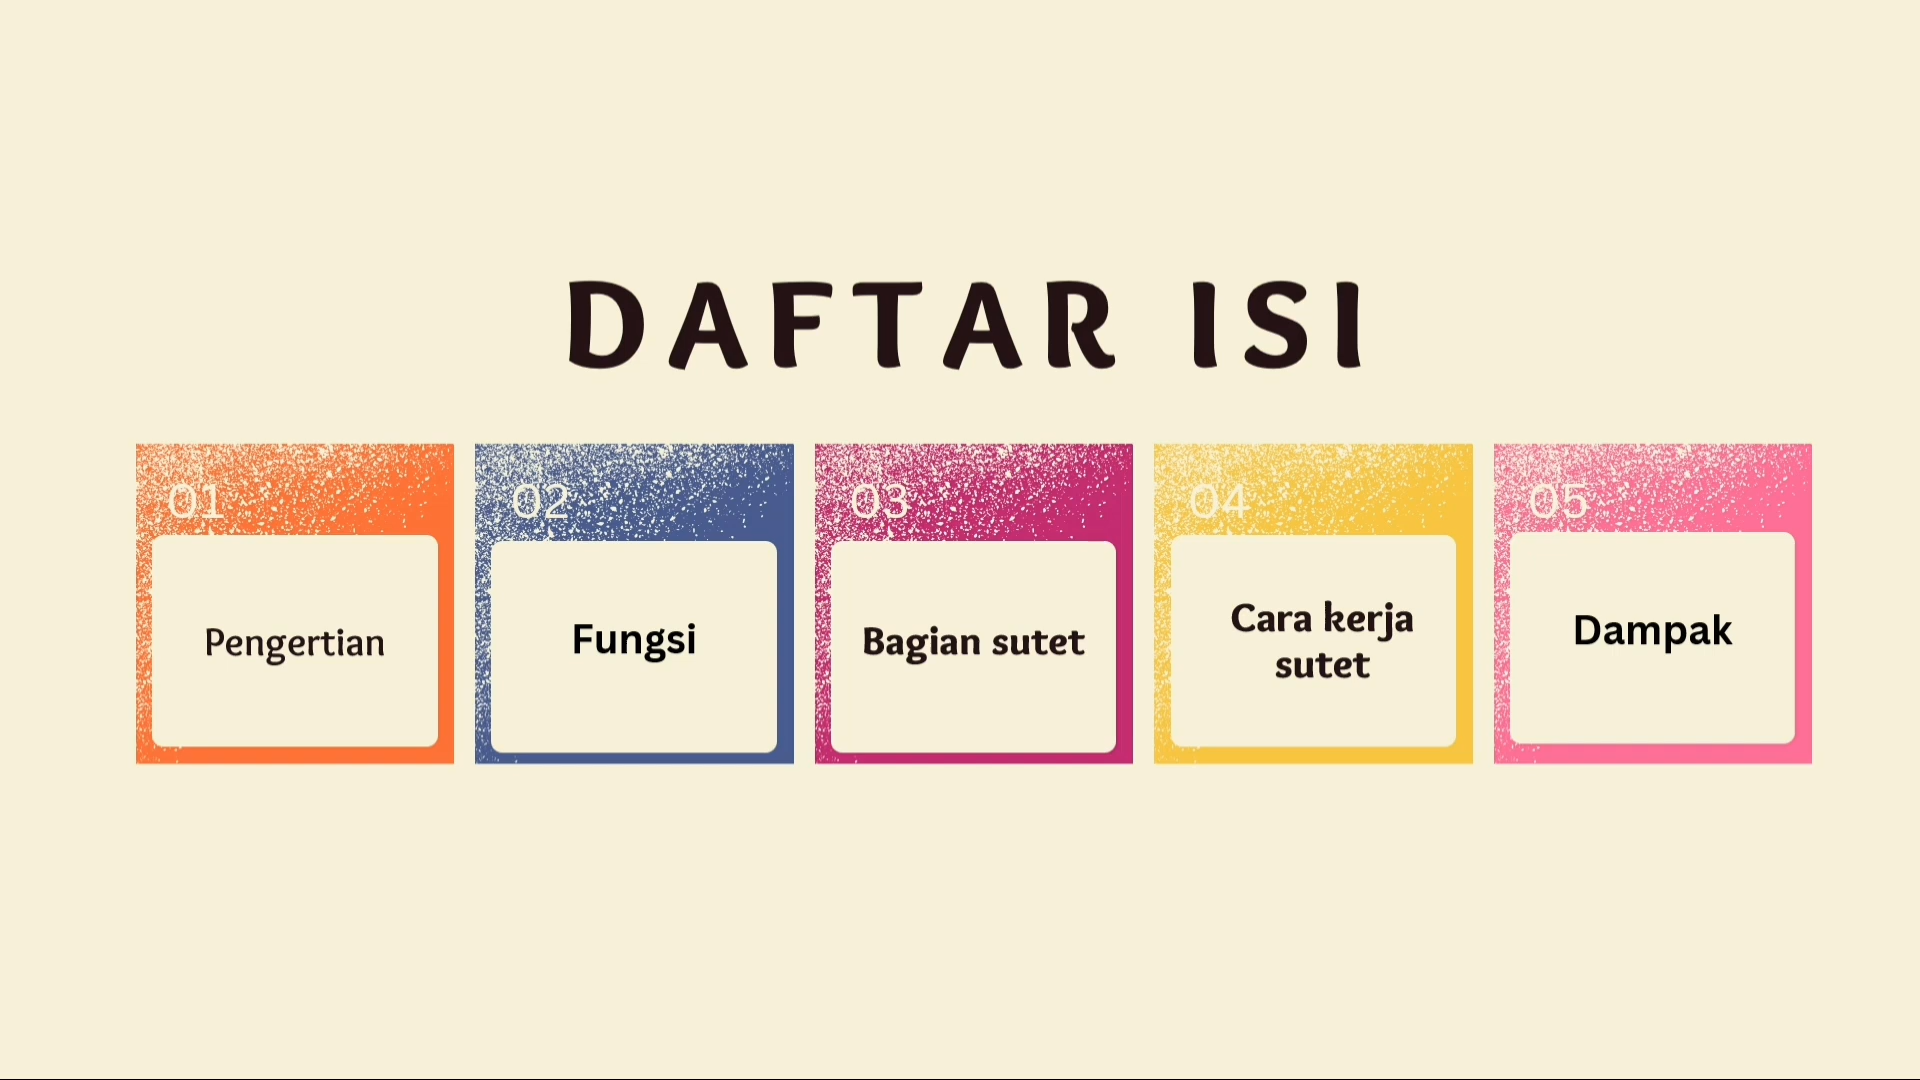 DAFTAR ISI
01
Pengertian
02
Fungsi
03
Bagian sutet
04
Cara kerja
sutet
05
Dampak